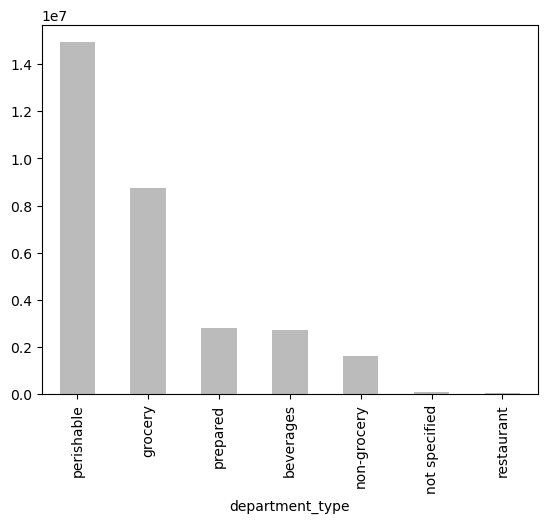 1e7
1.4
1.2
1.0
0.8
0.6
0.4
0.2
0.0
perishable
grocery
prepared
beverages
non-grocery
not specified
restaurant
department_type